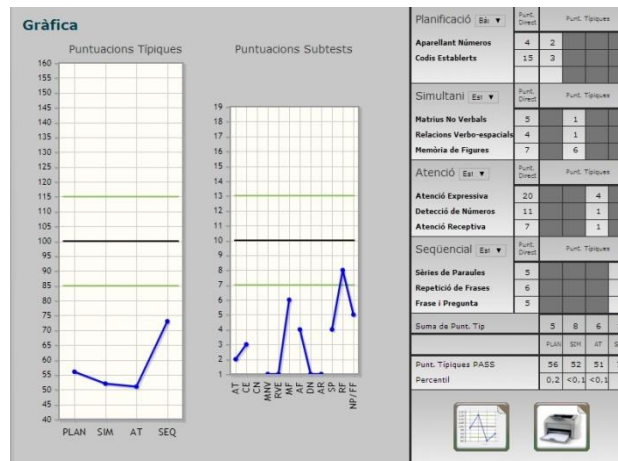 Gràfica
Puntuacions Típiques
Puntuacions Subtests
160
155
150
145
140
135
130
125
120
115
110
105
100
95
90
85
80
75
70
65
60
55
50
45
40
PLAN SIM AT SEQ
19
18
17
16
15
14
13
12
11
10
9
8
7
6
5
4
3
2
1
AT CE CN MNV RVE MF AF DN AR SP RF NP/FF
Planificació Bàs ▼ Punt. Direct Punt. Típiques
Aparellant Números 4 2
Codis Establerts 15 3
Simultani Est ▼ Punt. Direct Punt. Típiques
Matrius No Verbals 5 1
Relacions Verbo-espacials 4 1
Memòria de Figures 7 6
Atenció Est ▼ Punt. Direct Punt. Típiques
Atenció Expressiva 20 4
Detecció de Números 11 1
Atenció Receptiva 7 1
Seqüencial Est ▼ Punt. Direct Punt. Típiques
Sèries de Paraules 5
Repetició de Frases 6
Frase i Pregunta 5
Suma de Punt. Tip 5 8 6
PLAN SIM AT
Punt. Típiques PASS 56 52 51
Percentil 0,2 <0,1 <0,1